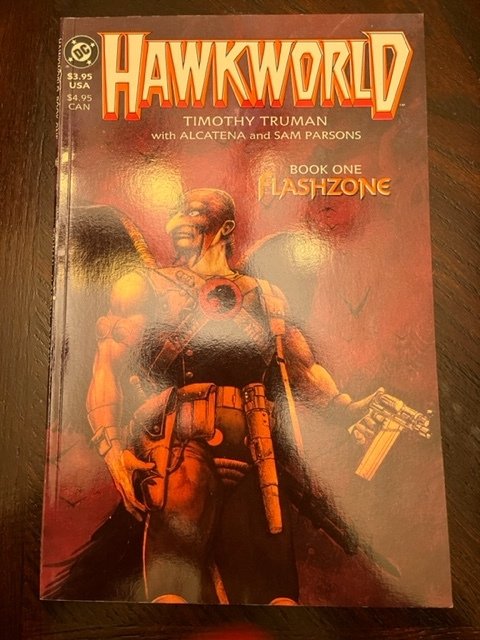 DC
$3.95
USA
$4.95
CAN
HAWKWORLD
TIMOTHY TRUMAN
with ALCATENA and SAM PARSONS
BOOK ONE
FLASHZONE